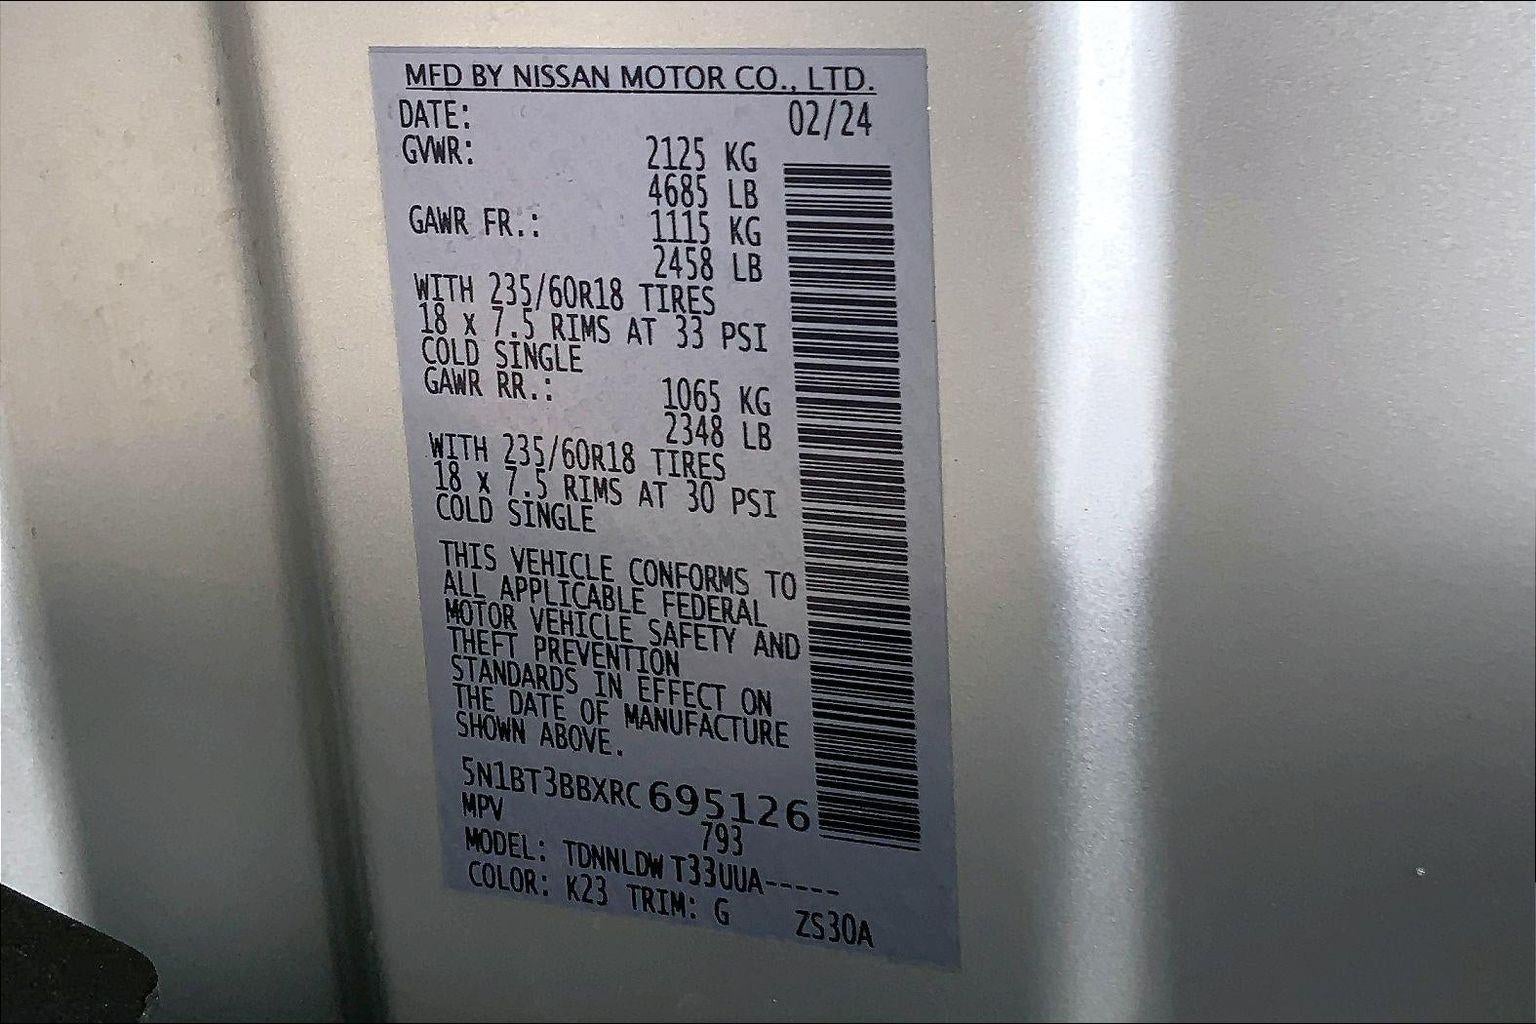 MFD BY NISSAN MOTOR CO., LTD.
DATE: 02/24
GVWR: 2125 KG
4685 LB
GAWR FR.: 1115 KG
2458 LB
WITH 235/60R18 TIRES
18 x 7.5 RIMS AT 33 PSI
COLD SINGLE
GAWR RR.: 1065 KG
2348 LB
WITH 235/60R18 TIRES
18 x 7.5 RIMS AT 30 PSI
COLD SINGLE
THIS VEHICLE CONFORMS TO
ALL APPLICABLE FEDERAL
MOTOR VEHICLE SAFETY AND
THEFT PREVENTION
STANDARDS IN EFFECT ON
THE DATE OF MANUFACTURE
SHOWN ABOVE.
5N1BT3BBXRC695126
MPV 793
MODEL: TDNNLDW T33UUA-----
COLOR: K23 TRIM: G ZS30A